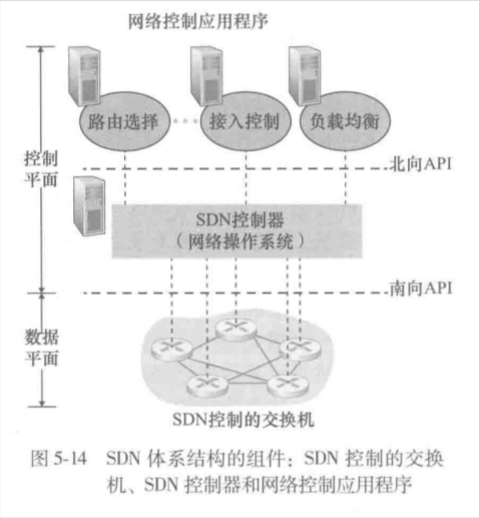 网络控制应用程序
路由选择
接入控制
负载均衡
控制
平面
北向API
SDN控制器
（网络操作系统）
南向API
数据
平面
SDN控制的交换机
图 5-14 SDN 体系结构的组件：SDN 控制的交换
机、SDN 控制器和网络控制应用程序